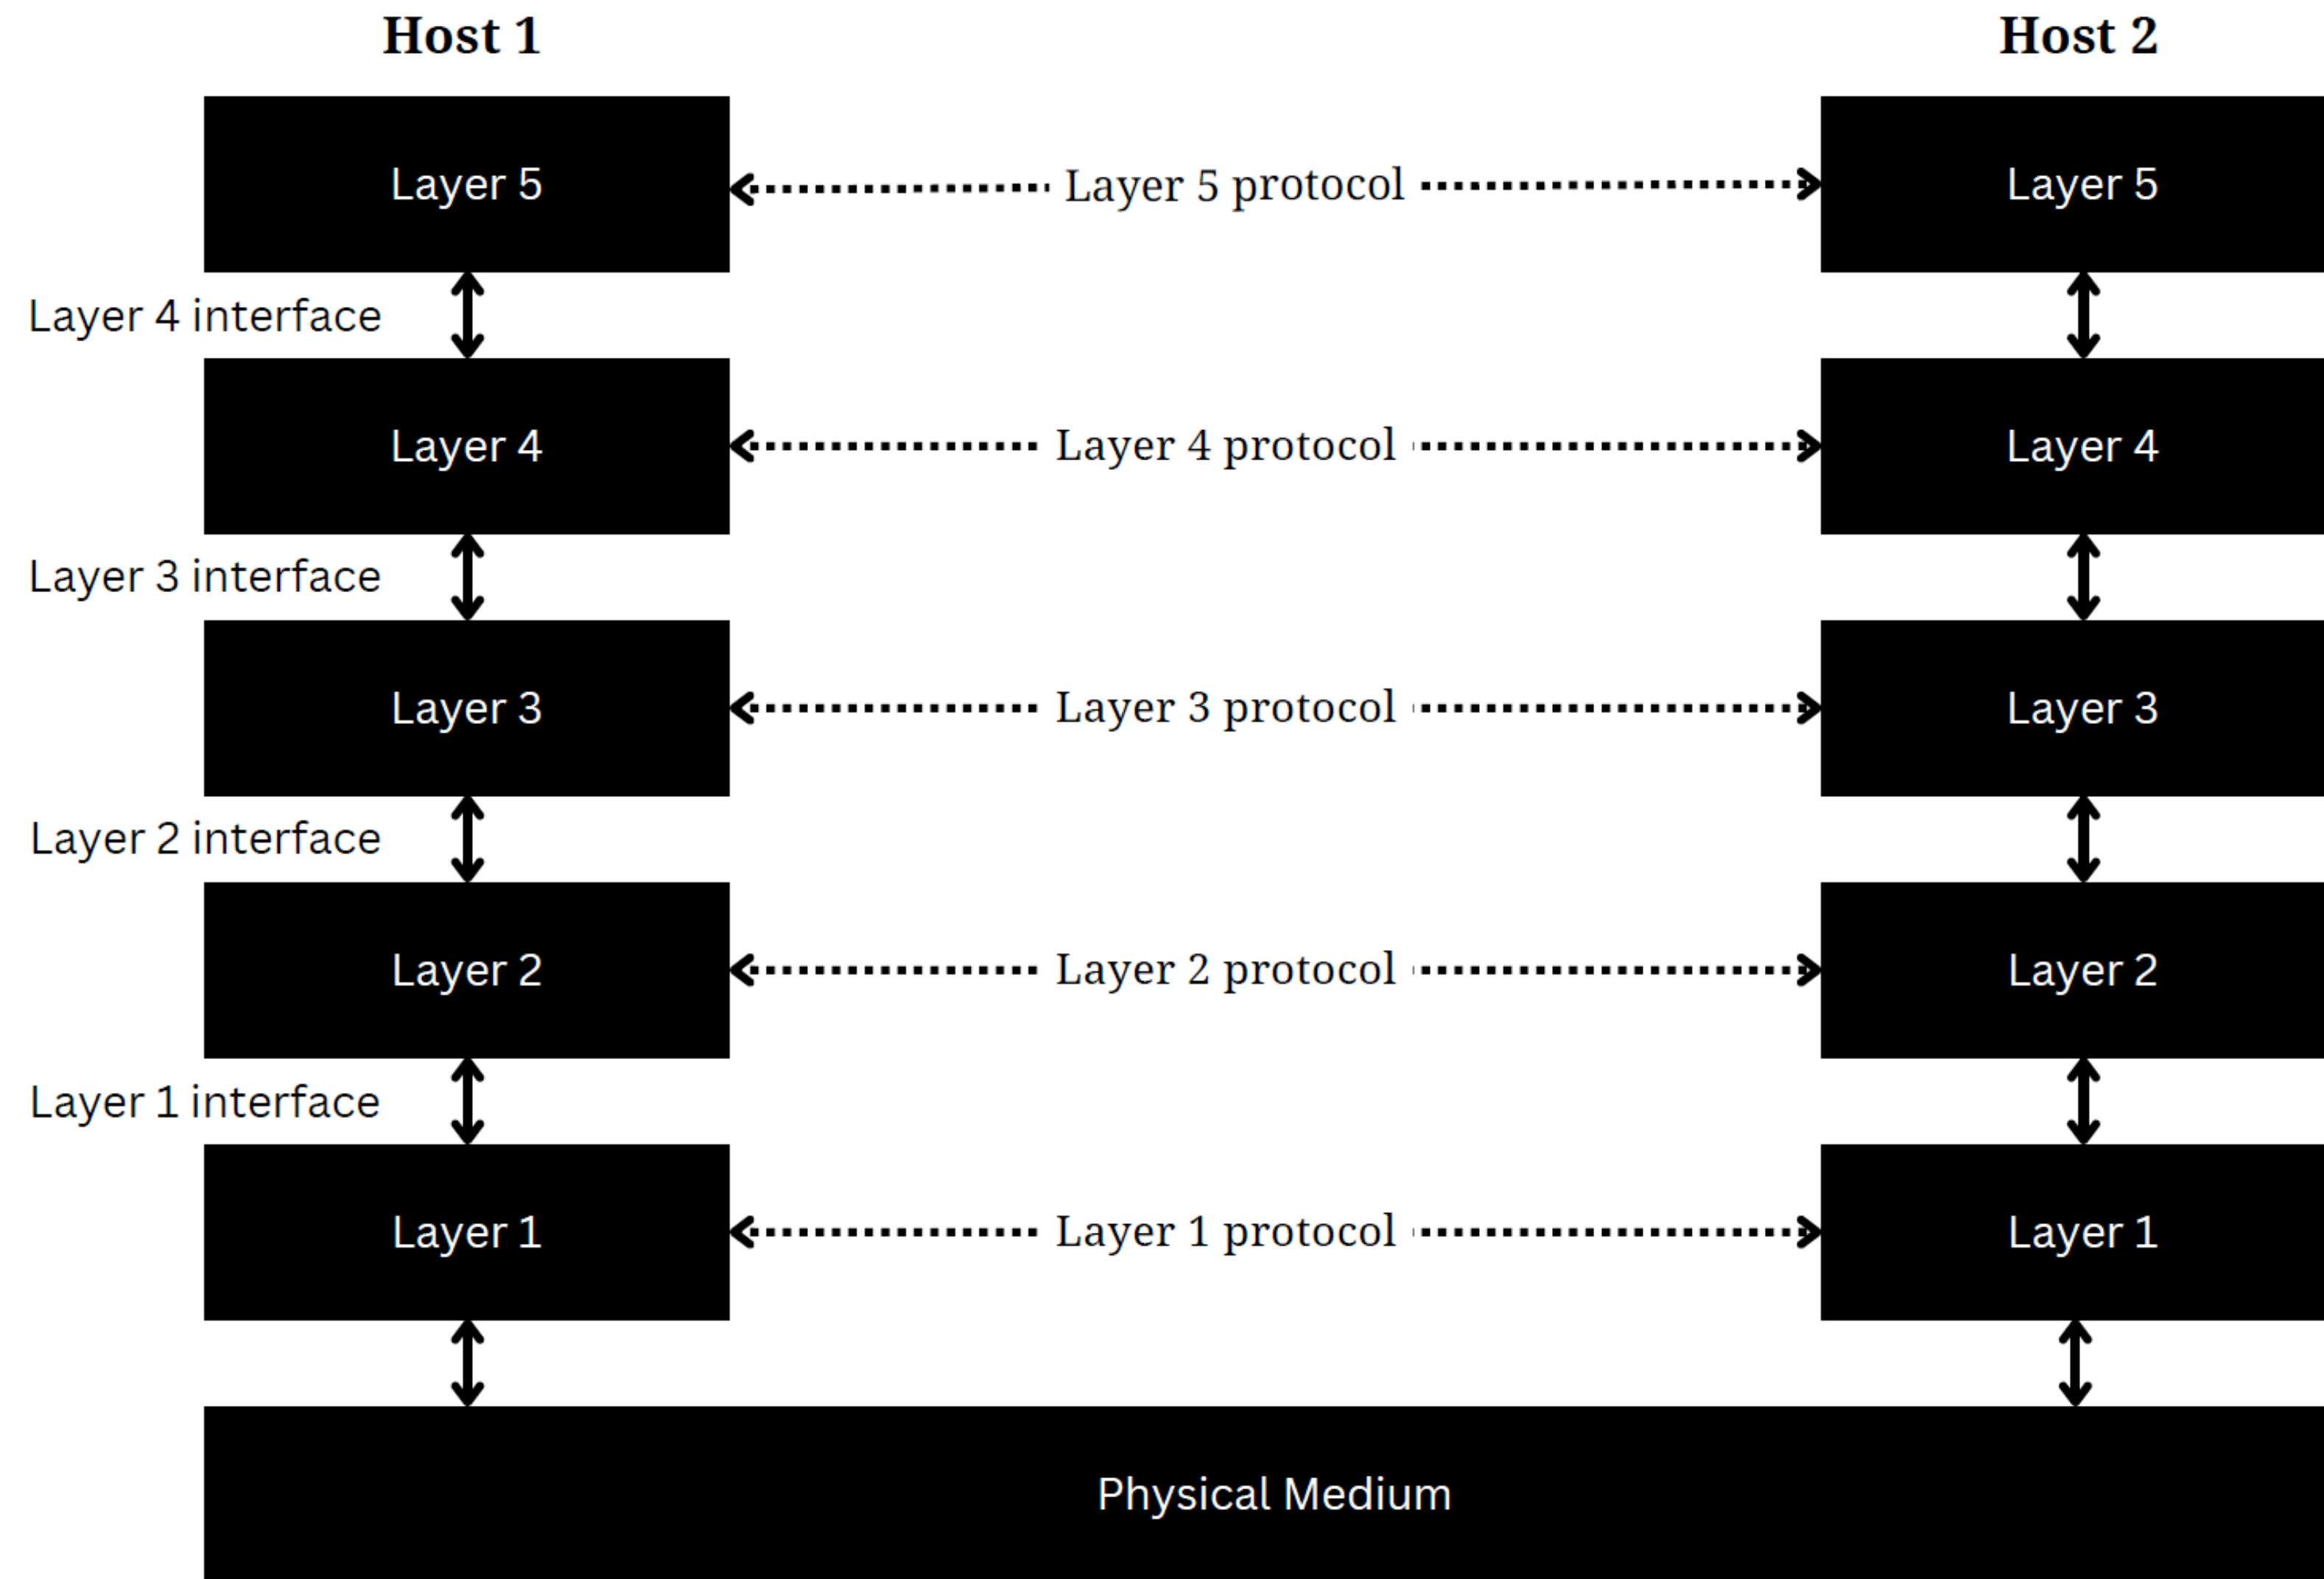 Host 1
Host 2
Layer 5
Layer 5 protocol
Layer 5
Layer 4 interface
Layer 4
Layer 4 protocol
Layer 4
Layer 3 interface
Layer 3
Layer 3 protocol
Layer 3
Layer 2 interface
Layer 2
Layer 2 protocol
Layer 2
Layer 1 interface
Layer 1
Layer 1 protocol
Layer 1
Physical Medium